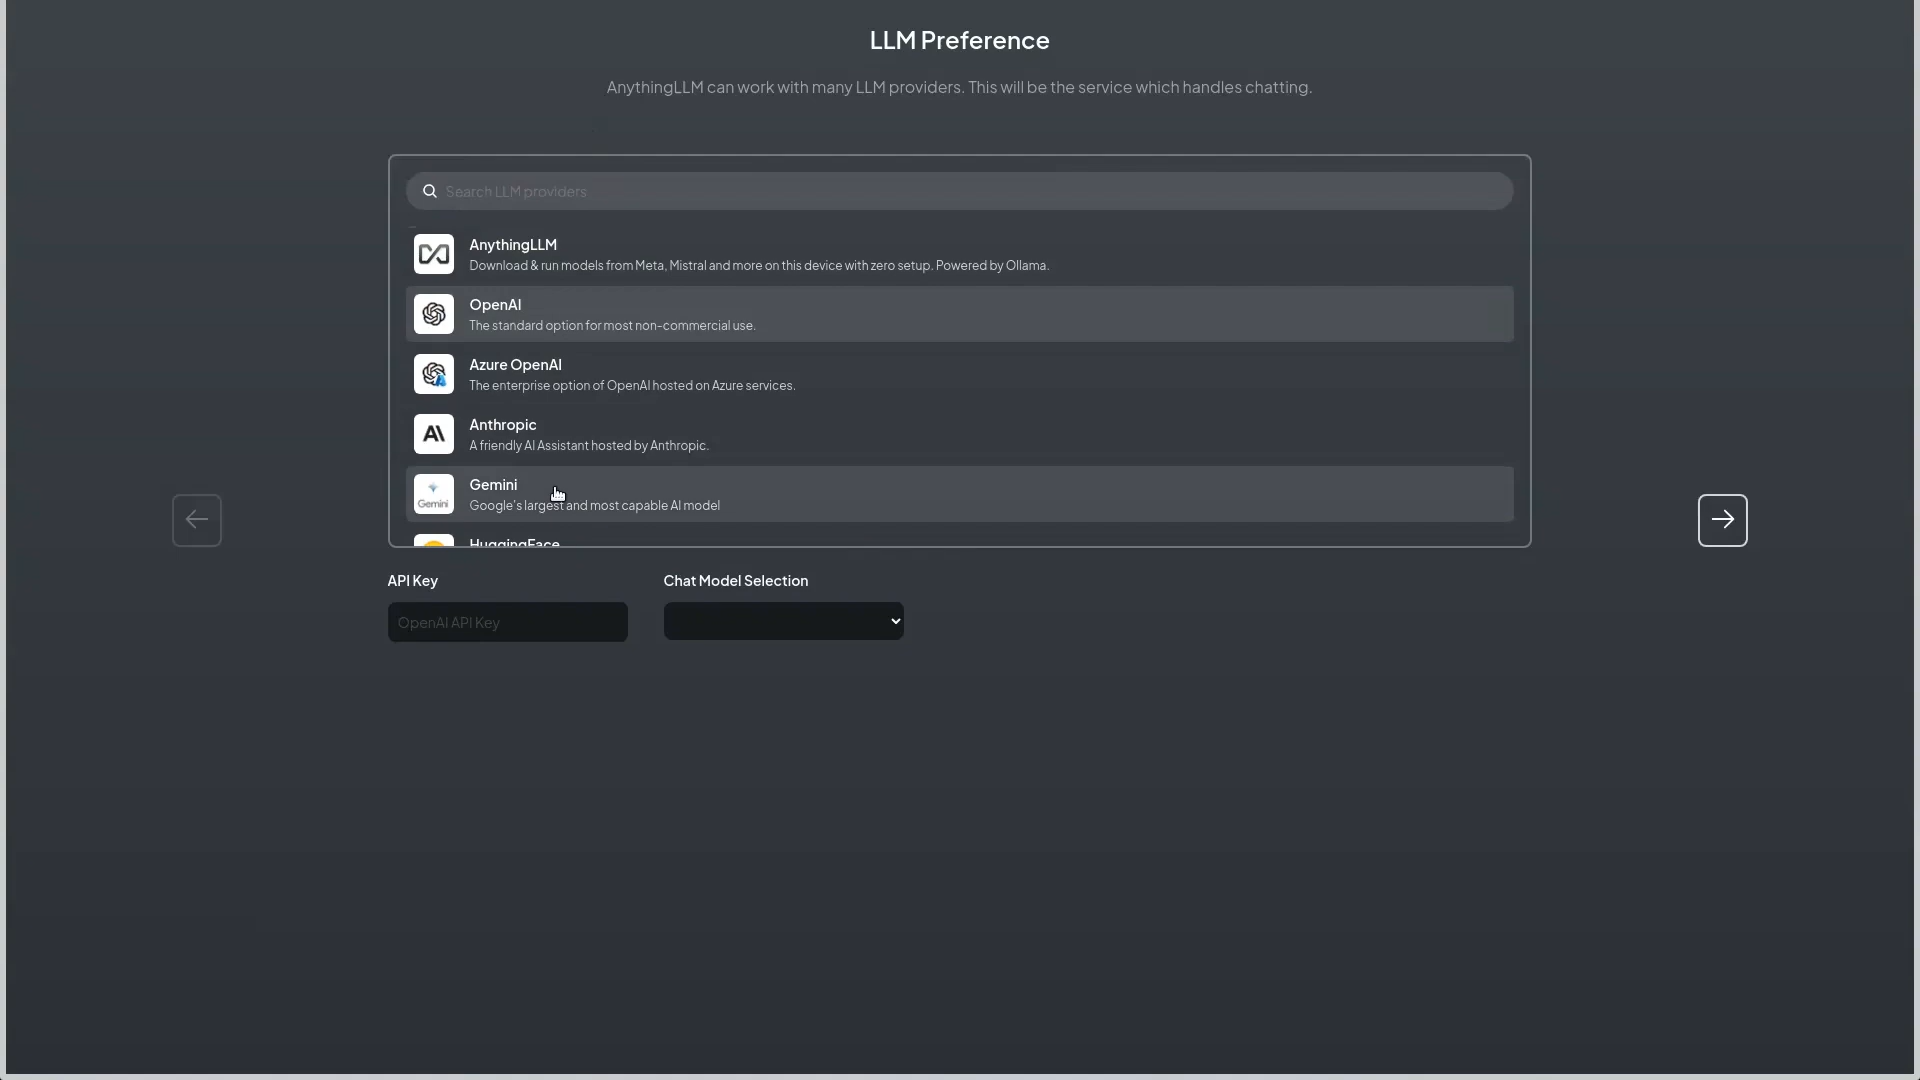 LLM Preference
AnythingLLM can work with many LLM providers. This will be the service which handles chatting.
Search LLM providers
AnythingLLM
Download & run models from Meta, Mistral and more on this device with zero setup. Powered by Ollama.
OpenAI
The standard option for most non-commercial use.
Azure OpenAI
The enterprise option of OpenAI hosted on Azure services.
Anthropic
A friendly AI Assistant hosted by Anthropic.
Gemini
Gemini
Google's largest and most capable AI model
HuggingFace
API Key
Chat Model Selection
OpenAI API Key